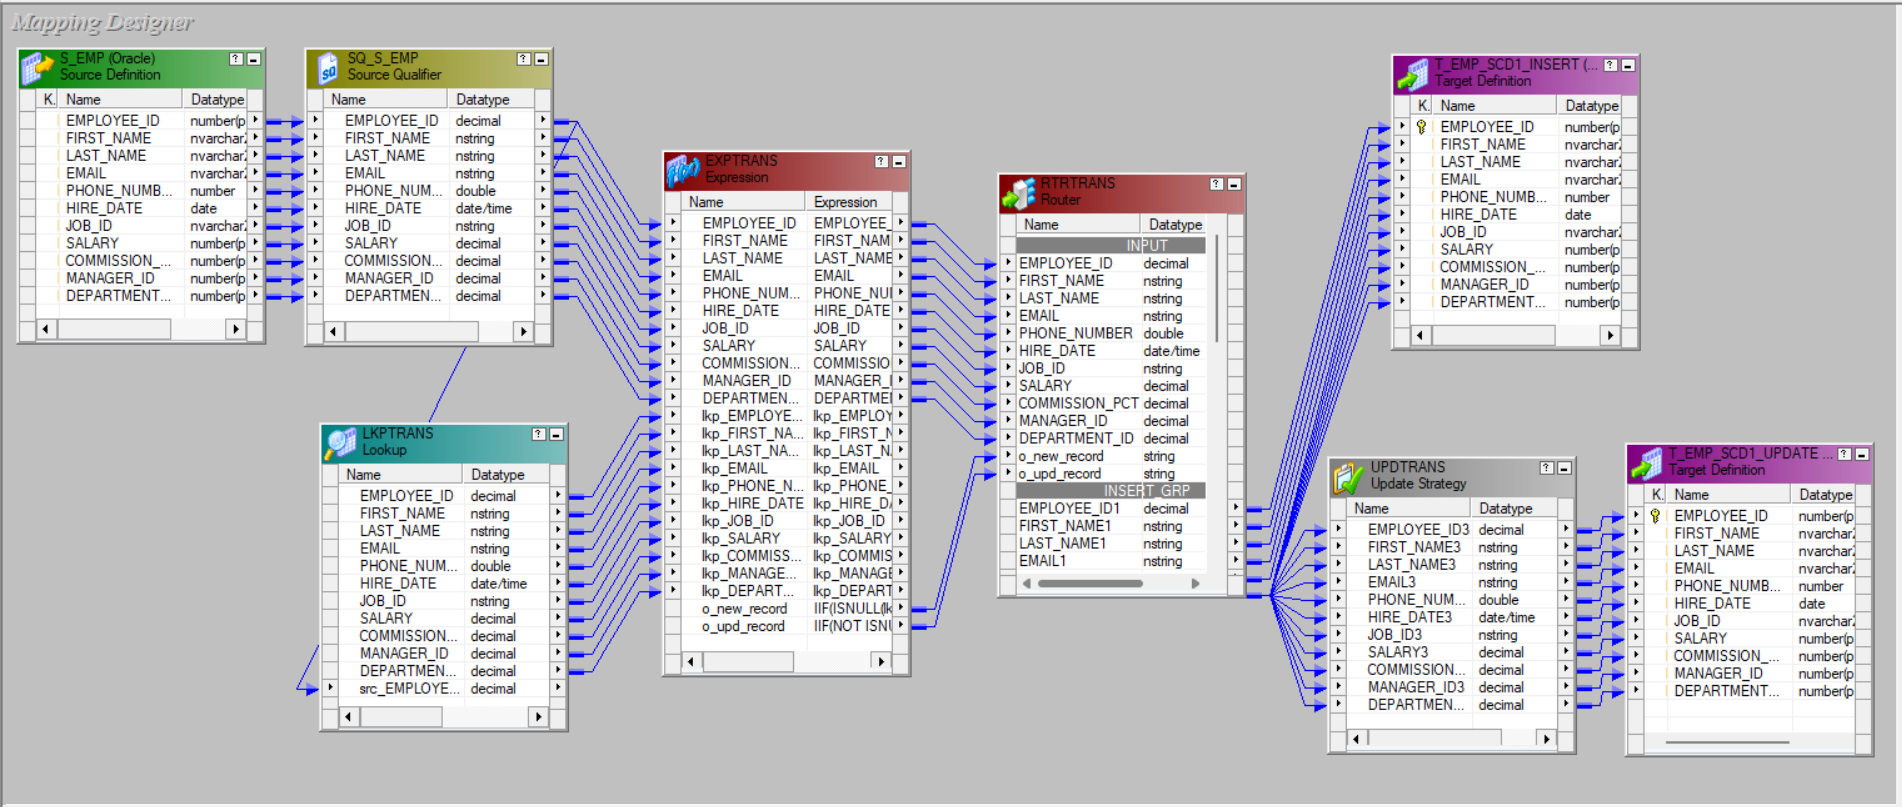 Mapping Designer
S_EMP (Oracle)
Source Definition
K. Name Datatype
EMPLOYEE_ID number(p
FIRST_NAME nvarchar2
LAST_NAME nvarchar2
EMAIL nvarchar2
PHONE_NUMB... number
HIRE_DATE date
JOB_ID nvarchar2
SALARY number(p
COMMISSION_... number(p
MANAGER_ID number(p
DEPARTMENT... number(p
SQ_S_EMP
Source Qualifier
Name Datatype
EMPLOYEE_ID decimal
FIRST_NAME nstring
LAST_NAME nstring
EMAIL nstring
PHONE_NUM... double
HIRE_DATE date/time
JOB_ID nstring
SALARY decimal
COMMISSION... decimal
MANAGER_ID decimal
DEPARTMEN... decimal
LKPTRANS
Lookup
Name Datatype
EMPLOYEE_ID decimal
FIRST_NAME nstring
LAST_NAME nstring
EMAIL nstring
PHONE_NUM... double
HIRE_DATE date/time
JOB_ID nstring
SALARY decimal
COMMISSION... decimal
MANAGER_ID decimal
DEPARTMEN... decimal
src_EMPLOYE... decimal
EXPTRANS
Expression
Name Expression
EMPLOYEE_ID EMPLOYEE_
FIRST_NAME FIRST_NAM
LAST_NAME LAST_NAME
EMAIL EMAIL
PHONE_NUM... PHONE_NUI
HIRE_DATE HIRE_DATE
JOB_ID JOB_ID
SALARY SALARY
COMMISSION... COMMISSIO
MANAGER_ID MANAGER_I
DEPARTMEN... DEPARTME
lkp_EMPLOYE... lkp_EMPLOY
lkp_FIRST_NA... lkp_FIRST_N
lkp_LAST_NA... lkp_LAST_N
lkp_EMAIL lkp_EMAIL
lkp_PHONE_N... lkp_PHONE_
lkp_HIRE_DATE lkp_HIRE_D
lkp_JOB_ID lkp_JOB_ID
lkp_SALARY lkp_SALARY
lkp_COMMISS... lkp_COMMIS
lkp_MANAGE... lkp_MANAGE
lkp_DEPART... lkp_DEPART
o_new_record IIF(ISNULL(lk
o_upd_record IIF(NOT ISNU
RTRTRANS
Router
Name Datatype
INPUT
EMPLOYEE_ID decimal
FIRST_NAME nstring
LAST_NAME nstring
EMAIL nstring
PHONE_NUMBER double
HIRE_DATE date/time
JOB_ID nstring
SALARY decimal
COMMISSION_PCT decimal
MANAGER_ID decimal
DEPARTMENT_ID decimal
o_new_record string
o_upd_record string
INSERT_GRP
EMPLOYEE_ID1 decimal
FIRST_NAME1 nstring
LAST_NAME1 nstring
EMAIL1 nstring
T_EMP_SCD1_INSERT (...
Target Definition
K. Name Datatype
EMPLOYEE_ID number(p
FIRST_NAME nvarchar2
LAST_NAME nvarchar2
EMAIL nvarchar2
PHONE_NUMB... number
HIRE_DATE date
JOB_ID nvarchar2
SALARY number(p
COMMISSION_... number(p
MANAGER_ID number(p
DEPARTMENT... number(p
UPDTRANS
Update Strategy
Name Datatype
EMPLOYEE_ID3 decimal
FIRST_NAME3 nstring
LAST_NAME3 nstring
EMAIL3 nstring
PHONE_NUM... double
HIRE_DATE3 date/time
JOB_ID3 nstring
SALARY3 decimal
COMMISSION... decimal
MANAGER_ID3 decimal
DEPARTMEN... decimal
T_EMP_SCD1_UPDATE ...
Target Definition
K. Name Datatype
EMPLOYEE_ID number(p
FIRST_NAME nvarchar2
LAST_NAME nvarchar2
EMAIL nvarchar2
PHONE_NUMB... number
HIRE_DATE date
JOB_ID nvarchar2
SALARY number(p
COMMISSION_... number(p
MANAGER_ID number(p
DEPARTMENT... number(p